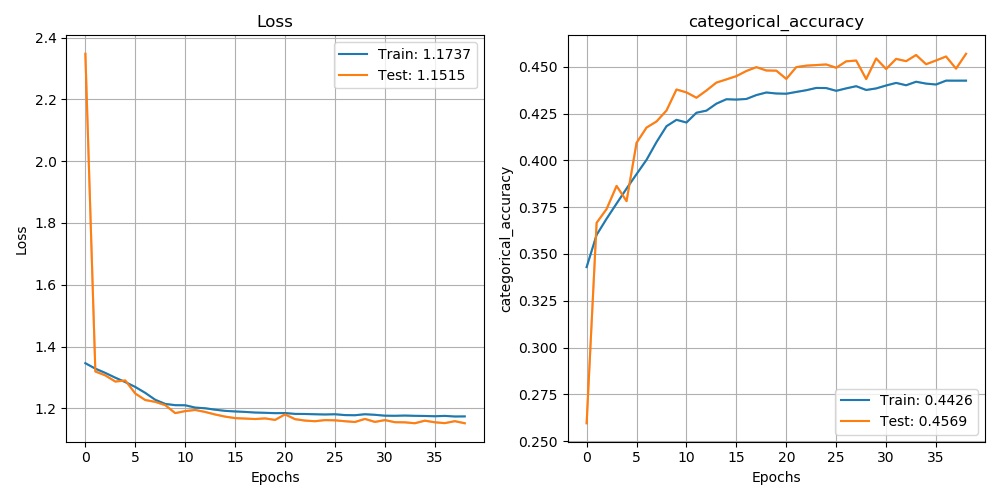 Loss
Train: 1.1737
Test: 1.1515
2.4
2.2
2.0
1.8
1.6
1.4
1.2
Loss
0 5 10 15 20 25 30 35
Epochs
categorical_accuracy
0.450
0.425
0.400
0.375
0.350
0.325
0.300
0.275
0.250
categorical_accuracy
Train: 0.4426
Test: 0.4569
0 5 10 15 20 25 30 35
Epochs